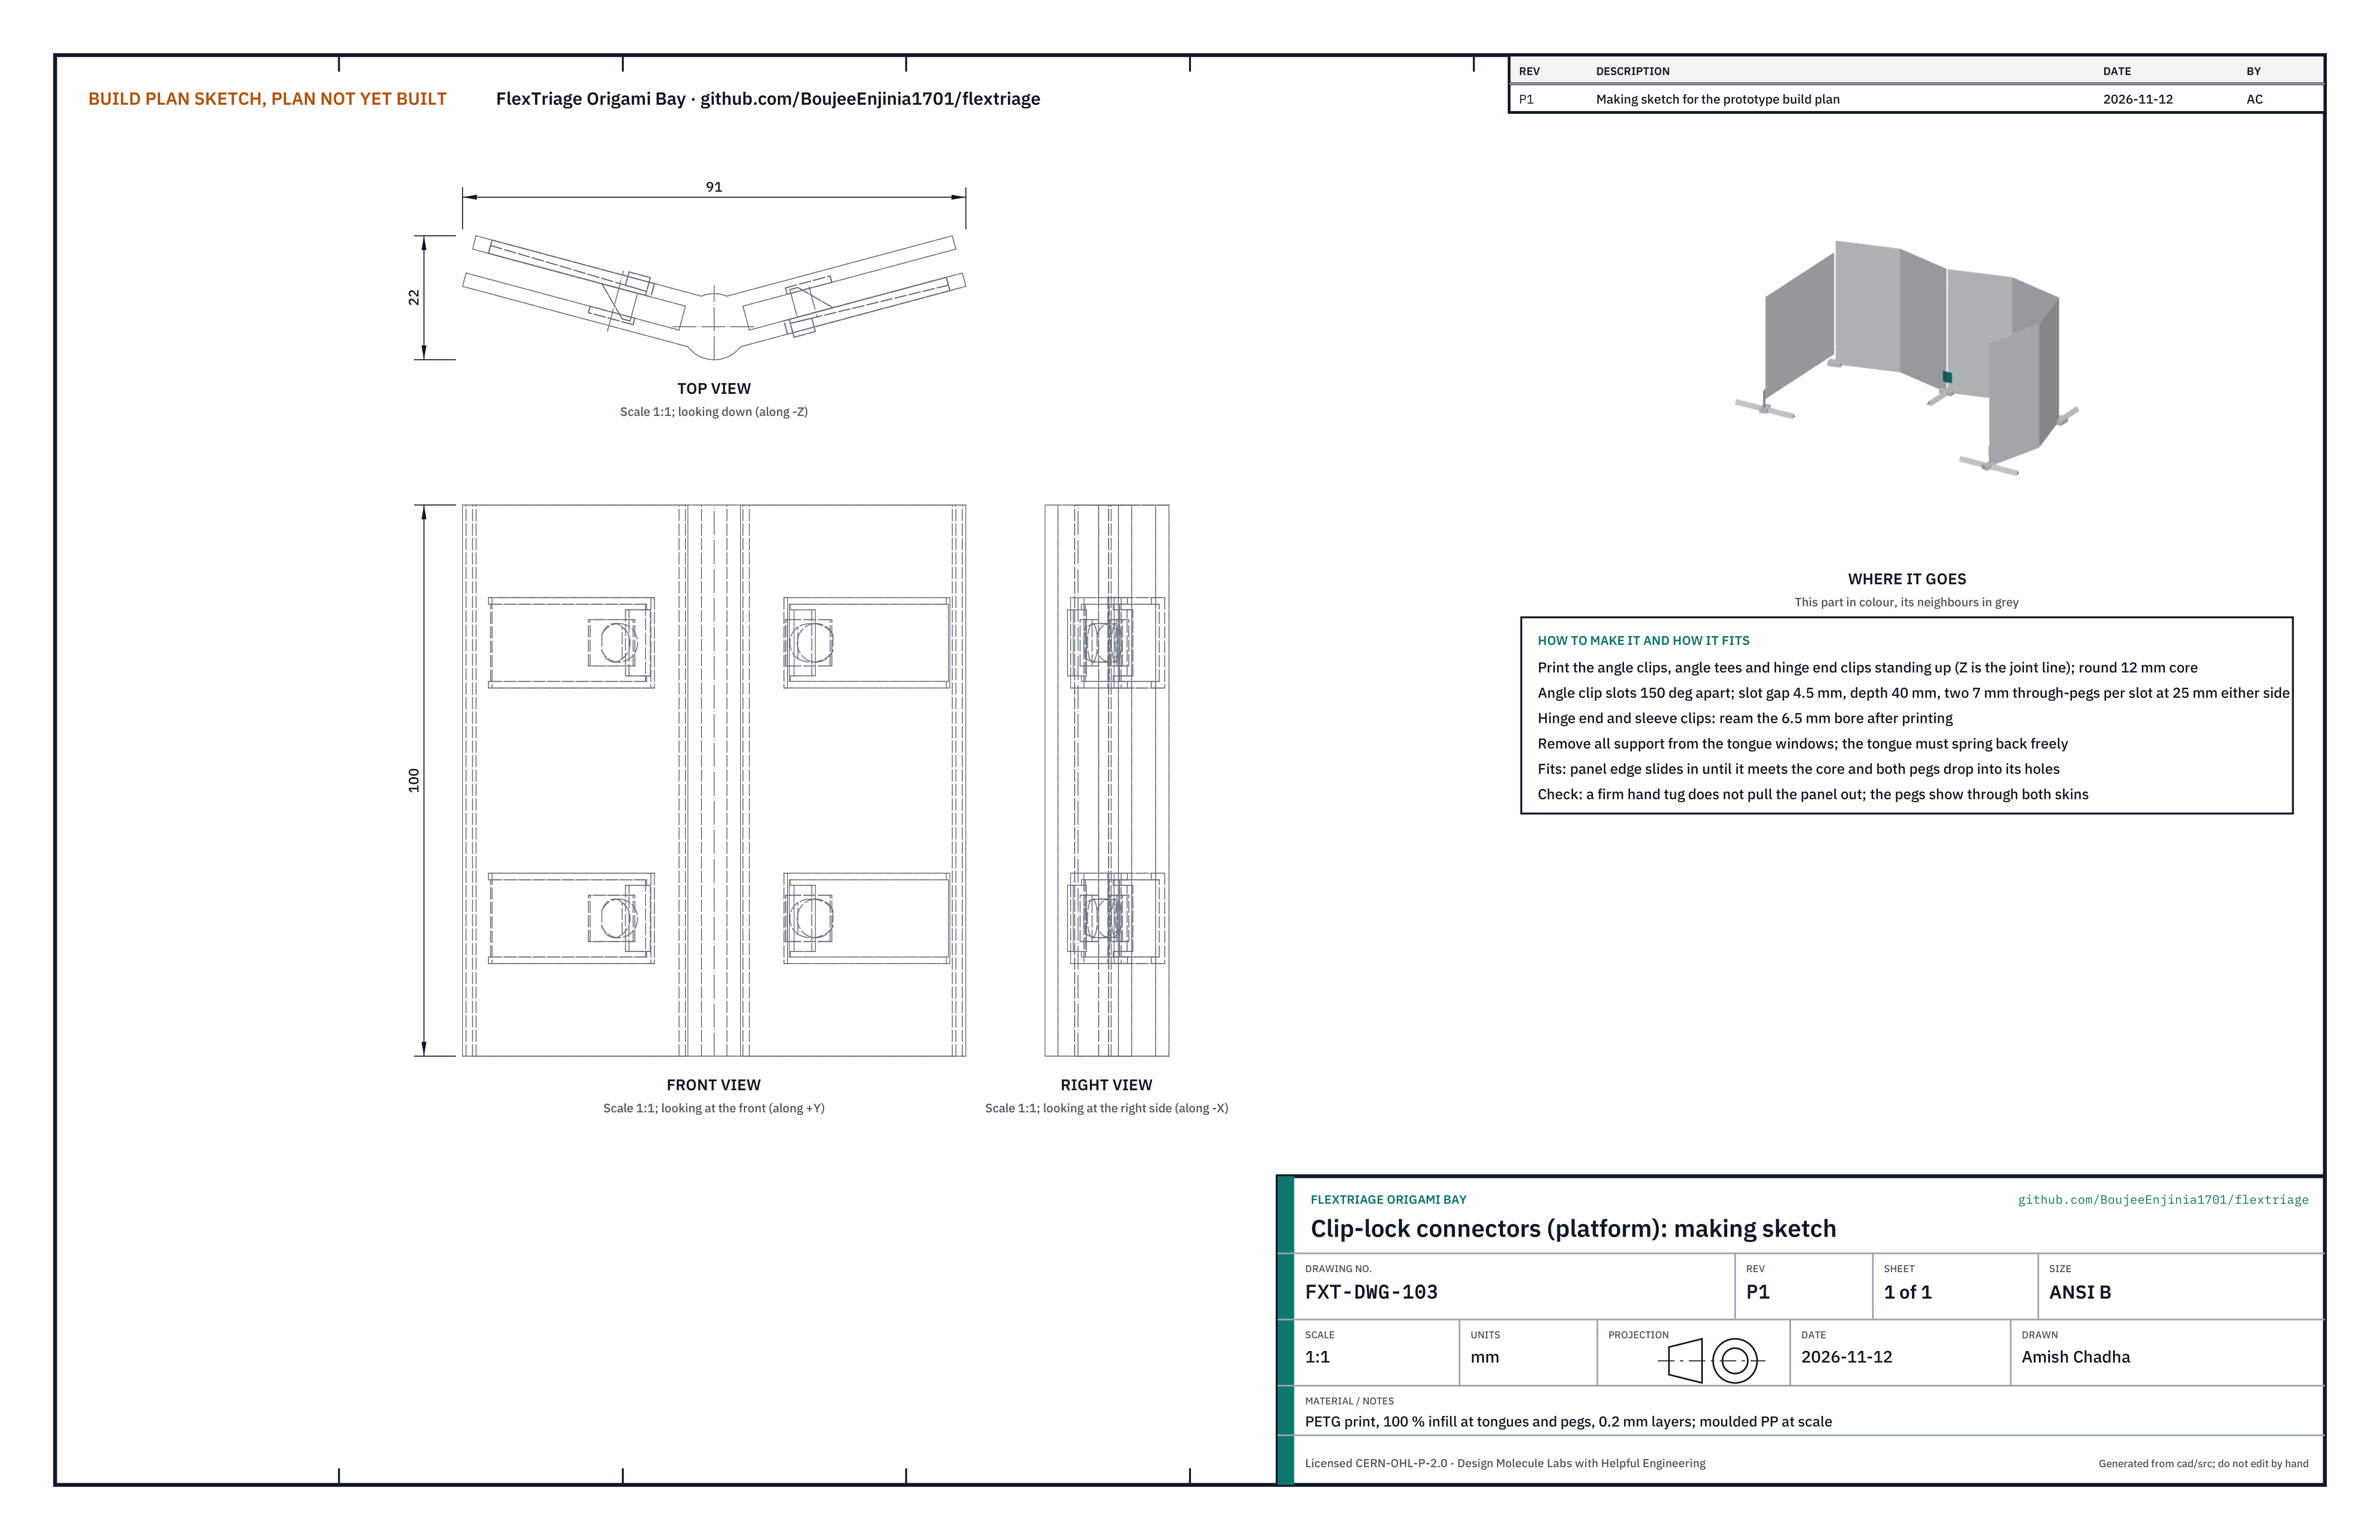 BUILD PLAN SKETCH, PLAN NOT YET BUILT
FlexTriage Origami Bay · github.com/BoujeeEnjinia1701/flextriage
REV DESCRIPTION DATE BY
P1 Making sketch for the prototype build plan 2026-11-12 AC
91
22
TOP VIEW
Scale 1:1; looking down (along -Z)
100
FRONT VIEW
Scale 1:1; looking at the front (along +Y)
RIGHT VIEW
Scale 1:1; looking at the right side (along -X)
WHERE IT GOES
This part in colour, its neighbours in grey
HOW TO MAKE IT AND HOW IT FITS
Print the angle clips, angle tees and hinge end clips standing up (Z is the joint line); round 12 mm core
Angle clip slots 150 deg apart; slot gap 4.5 mm, depth 40 mm, two 7 mm through-pegs per slot at 25 mm either side
Hinge end and sleeve clips: ream the 6.5 mm bore after printing
Remove all support from the tongue windows; the tongue must spring back freely
Fits: panel edge slides in until it meets the core and both pegs drop into its holes
Check: a firm hand tug does not pull the panel out; the pegs show through both skins
FLEXTRIAGE ORIGAMI BAY
github.com/BoujeeEnjinia1701/flextriage
Clip-lock connectors (platform): making sketch
DRAWING NO. REV SHEET SIZE
FXT-DWG-103 P1 1 of 1 ANSI B
SCALE UNITS PROJECTION DATE DRAWN
1:1 mm 2026-11-12 Amish Chadha
MATERIAL / NOTES
PETG print, 100 % infill at tongues and pegs, 0.2 mm layers; moulded PP at scale
Licensed CERN-OHL-P-2.0 · Design Molecule Labs with Helpful Engineering
Generated from cad/src; do not edit by hand